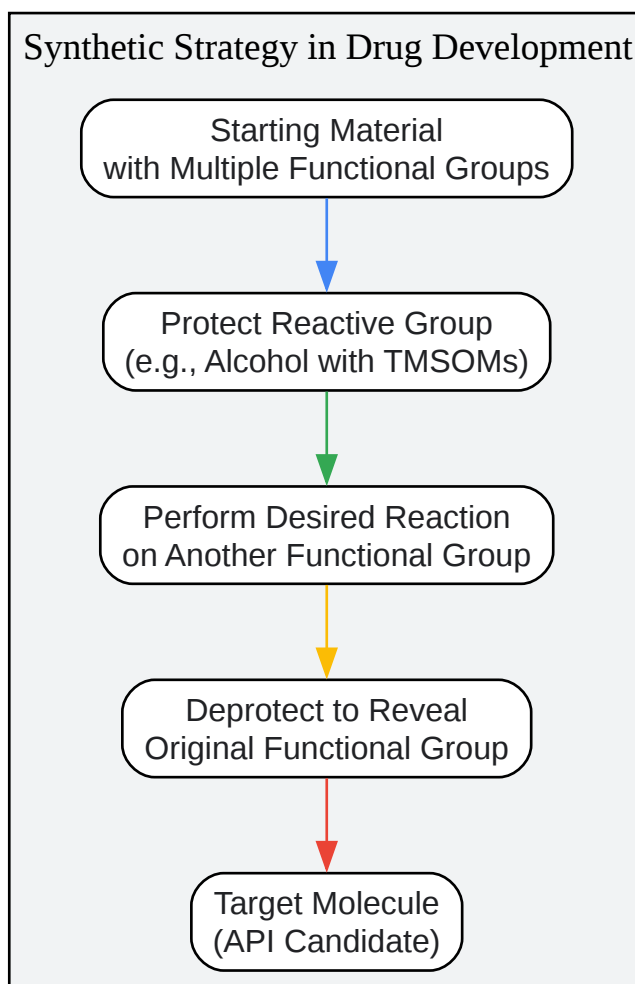 Synthetic Strategy in Drug Development
Starting Material
with Multiple Functional Groups
Protect Reactive Group
(e.g., Alcohol with TMSOMs)
Perform Desired Reaction
on Another Functional Group
Deprotect to Reveal
Original Functional Group
Target Molecule
(API Candidate)